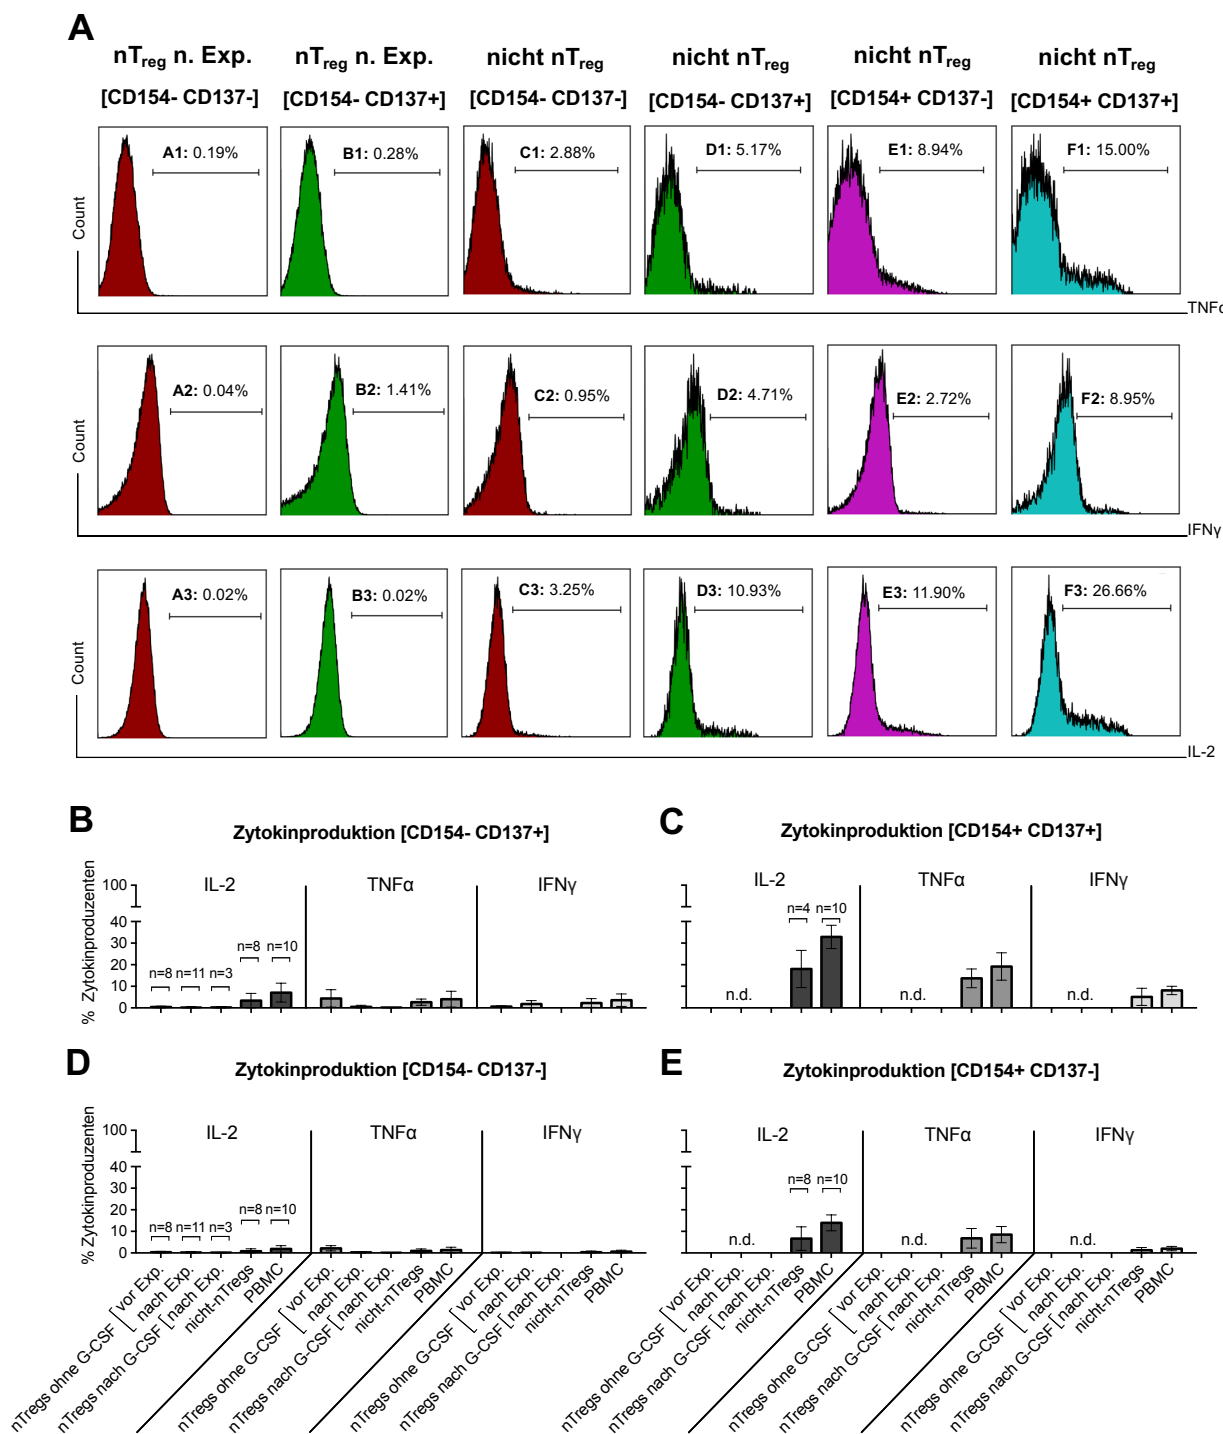 A
nTreg n. Exp. nTreg n. Exp. nicht nTreg nicht nTreg nicht nTreg nicht nTreg
[CD154- CD137-] [CD154- CD137+] [CD154- CD137-] [CD154- CD137+] [CD154+ CD137-] [CD154+ CD137+]
A1: 0.19% B1: 0.28% C1: 2.88% D1: 5.17% E1: 8.94% F1: 15.00%
Count
TNFα
A2: 0.04% B2: 1.41% C2: 0.95% D2: 4.71% E2: 2.72% F2: 8.95%
Count
IFNγ
A3: 0.02% B3: 0.02% C3: 3.25% D3: 10.93% E3: 11.90% F3: 26.66%
Count
IL-2
B
Zytokinproduktion [CD154- CD137+]
IL-2 TNFα IFNγ
% Zytokinproduzenten
100
40
30
20
10
0
n=8 n=11 n=3 n=8 n=10
C
Zytokinproduktion [CD154+ CD137+]
IL-2 TNFα IFNγ
n=4 n=10
n.d. n.d. n.d.
D
Zytokinproduktion [CD154- CD137-]
IL-2 TNFα IFNγ
% Zytokinproduzenten
100
40
30
20
10
0
n=8 n=11 n=3 n=8 n=10
nTregs ohne G-CSF [ vor Exp.
nach Exp.
nTregs nach G-CSF [ nach Exp.
nicht-nTregs
PBMC
nTregs ohne G-CSF [ vor Exp.
nach Exp.
nTregs nach G-CSF [ nach Exp.
nicht-nTregs
PBMC
nTregs ohne G-CSF [ vor Exp.
nach Exp.
nTregs nach G-CSF [ nach Exp.
nicht-nTregs
PBMC
E
Zytokinproduktion [CD154+ CD137-]
IL-2 TNFα IFNγ
n=8 n=10
n.d. n.d. n.d.
nTregs ohne G-CSF [ vor Exp.
nach Exp.
nTregs nach G-CSF [ nach Exp.
nicht-nTregs
PBMC
nTregs ohne G-CSF [ vor Exp.
nach Exp.
nTregs nach G-CSF [ nach Exp.
nicht-nTregs
PBMC
nTregs ohne G-CSF [ vor Exp.
nach Exp.
nTregs nach G-CSF [ nach Exp.
nicht-nTregs
PBMC